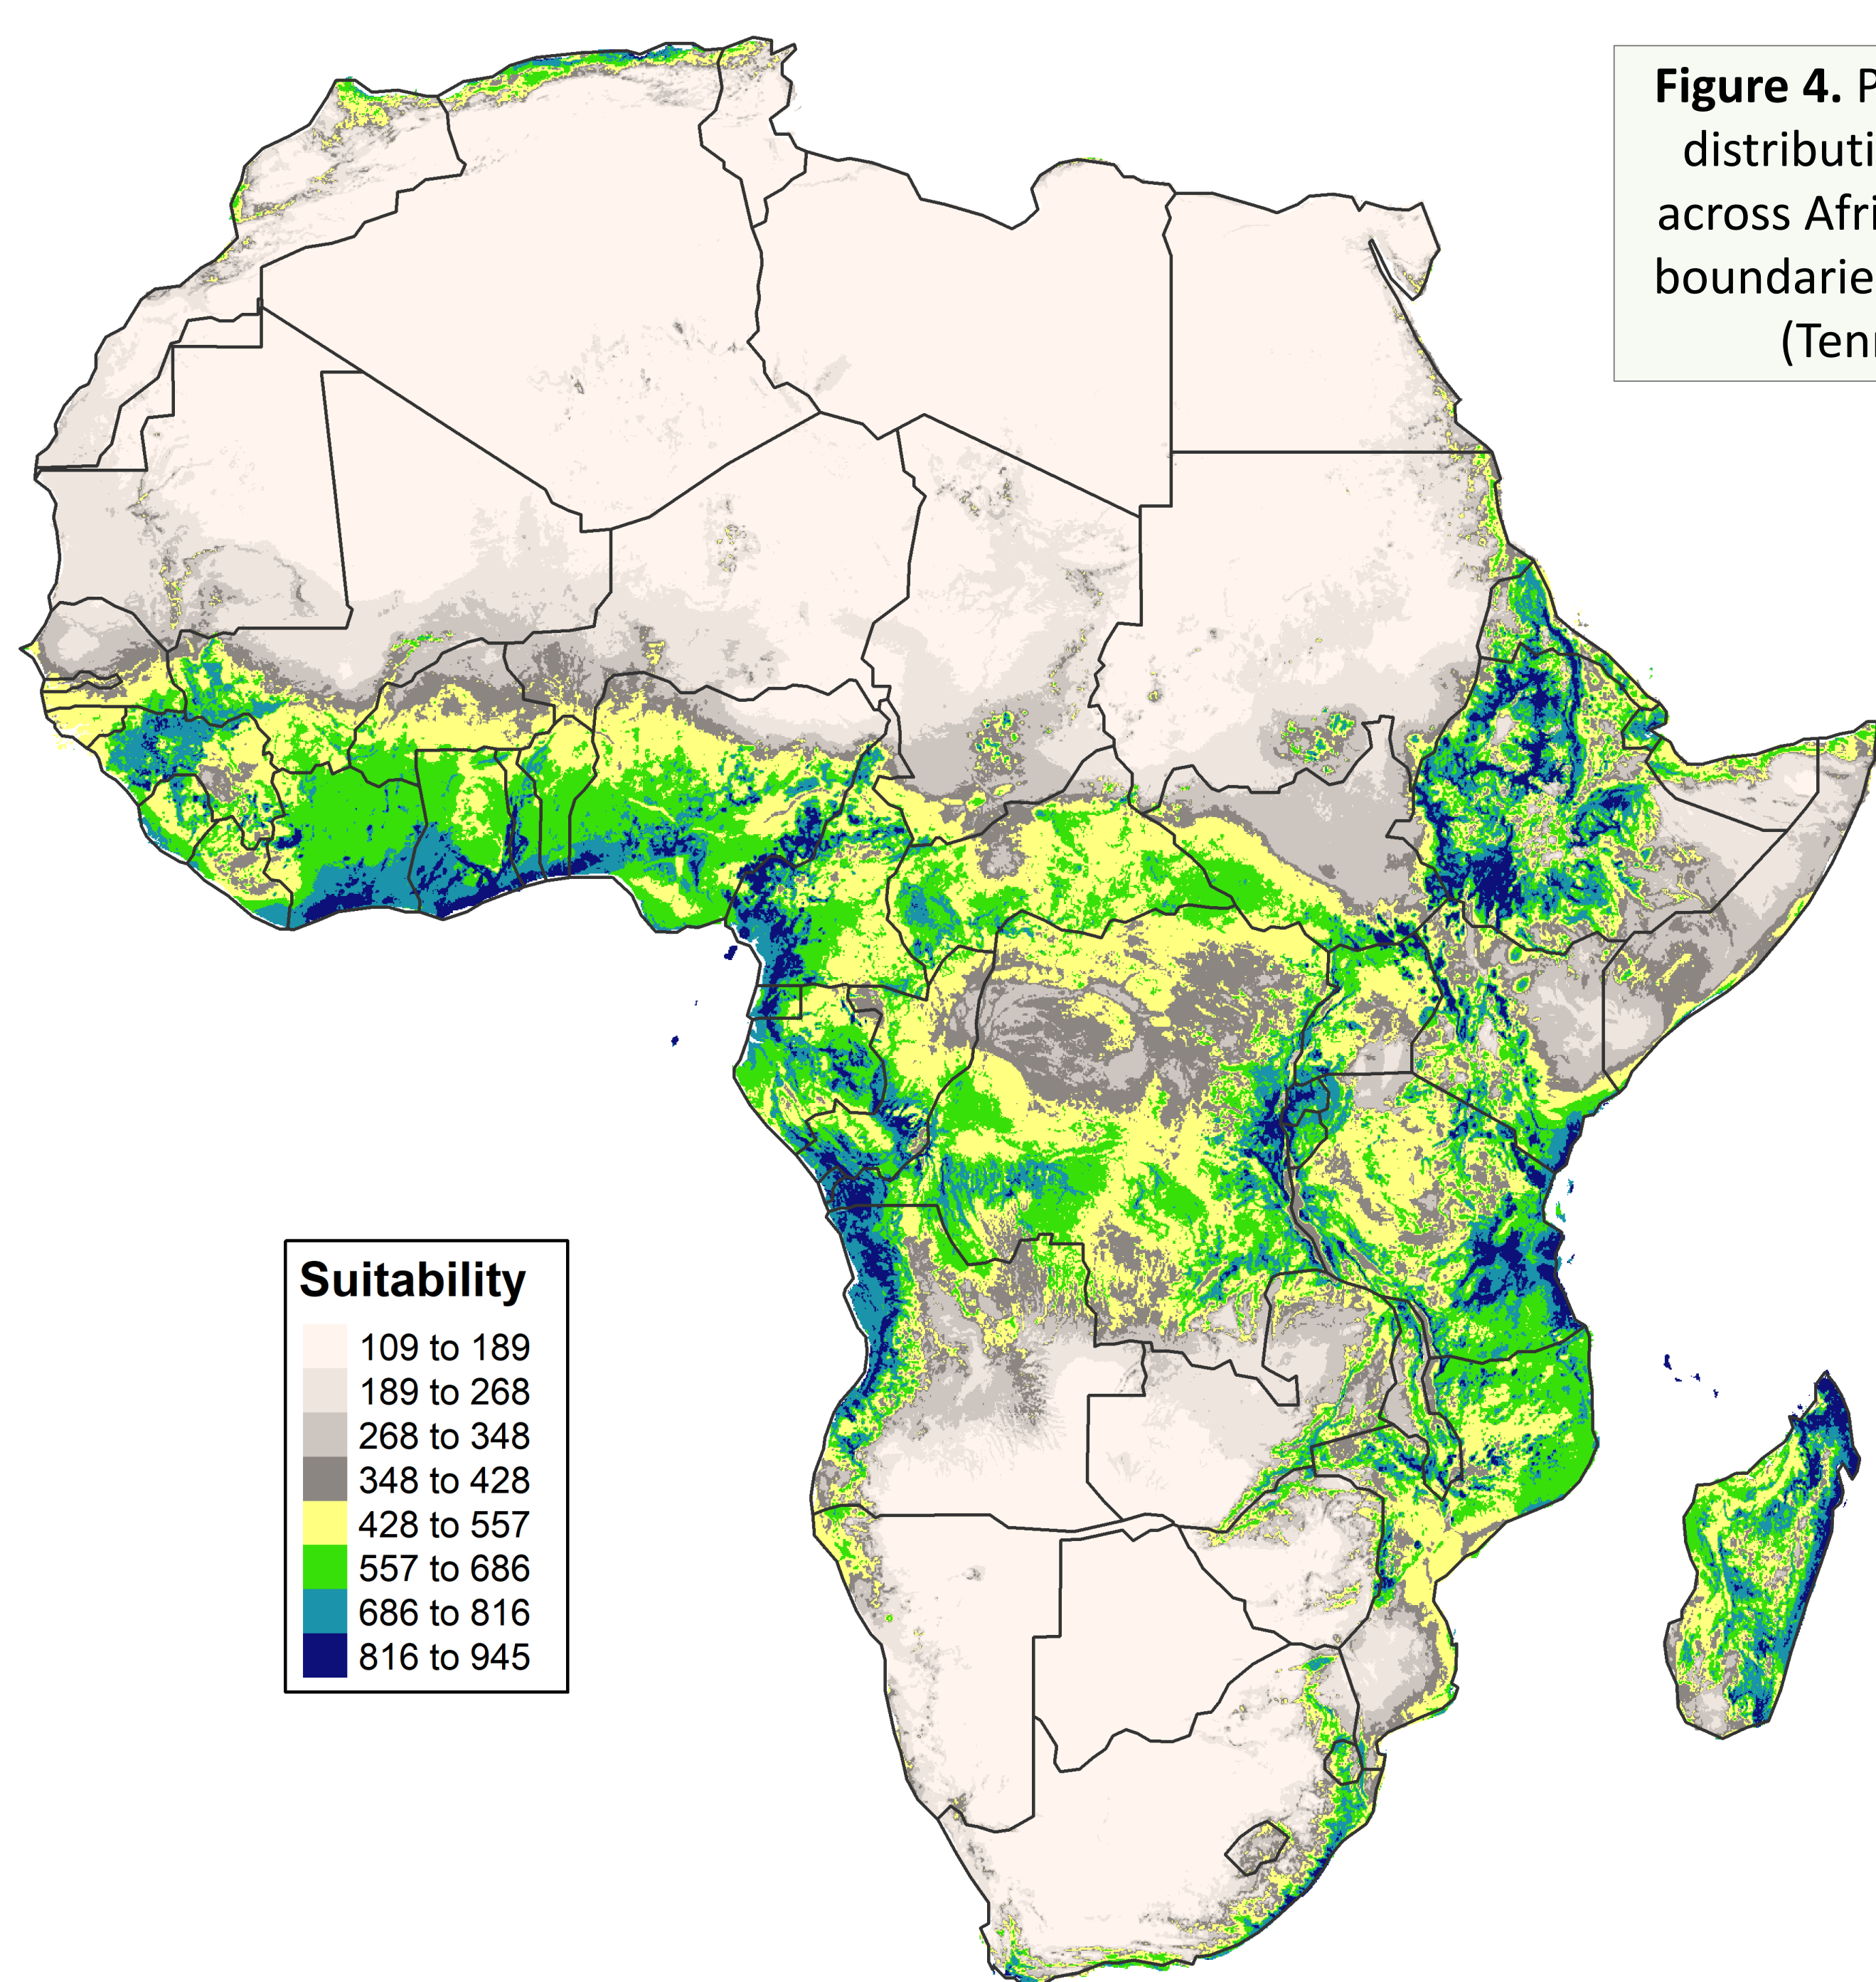 Figure 4.
distributi
across Afri
boundarie
(Ten
Suitability
109 to 189
189 to 268
268 to 348
348 to 428
428 to 557
557 to 686
686 to 816
816 to 945